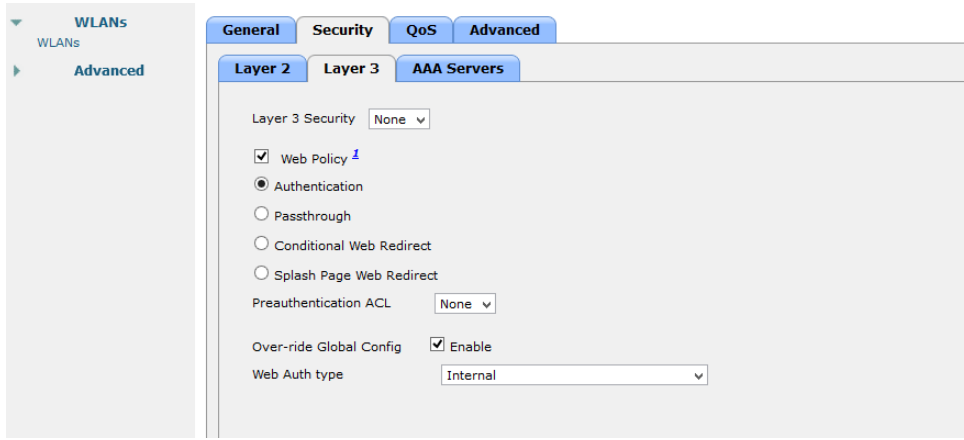 WLANs
WLANs
Advanced
General Security QoS Advanced
Layer 2 Layer 3 AAA Servers
Layer 3 Security None
Web Policy 1
Authentication
Passthrough
Conditional Web Redirect
Splash Page Web Redirect
Preauthentication ACL None
Over-ride Global Config Enable
Web Auth type Internal